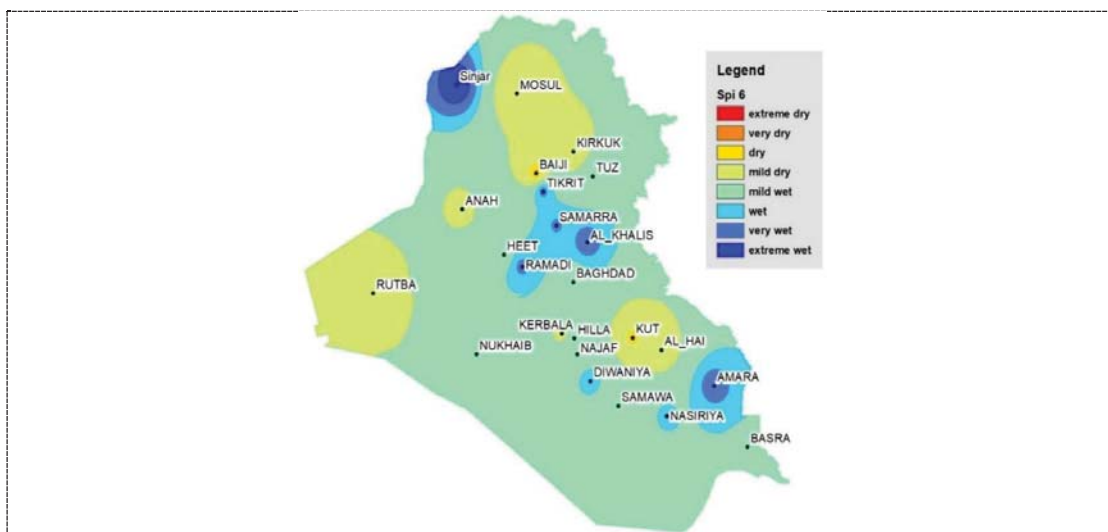 Sinjar
MOSUL
KIRKUK
BAIJI
TUZ
TIKRIT
ANAH
SAMARRA
AL_KHALIS
HEET
RAMADI
BAGHDAD
RUTBA
KERBALA
HILLA
KUT
NUKHAIB
NAJAF
AL_HAI
DIWANIYA
AMARA
SAMAWA
NASIRIYA
BASRA
Legend
Spi 6
extreme dry
very dry
dry
mild dry
mild wet
wet
very wet
extreme wet